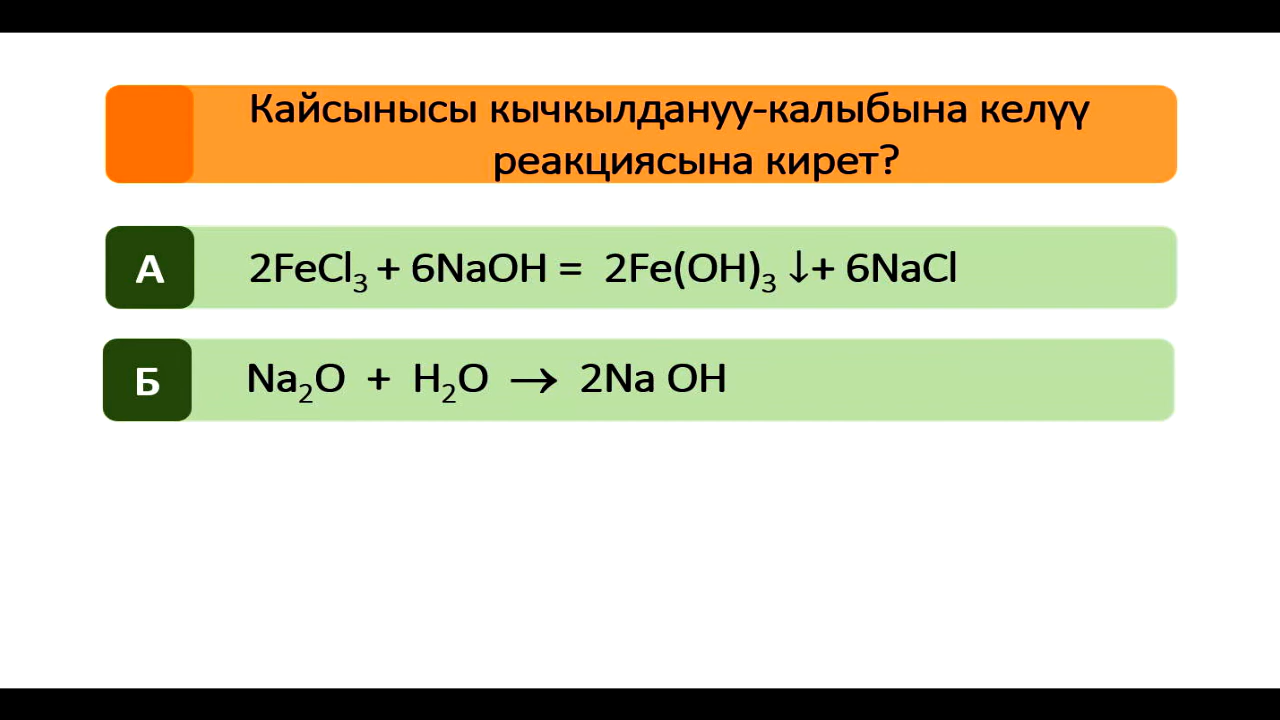 Кайсынысы кычкылдануу-калыбына келүү
реакциясына кирет?
А 2FeCl₃ + 6NaOH = 2Fe(OH)₃ ↓+ 6NaCl
Б Na₂O + H₂O → 2Na OH